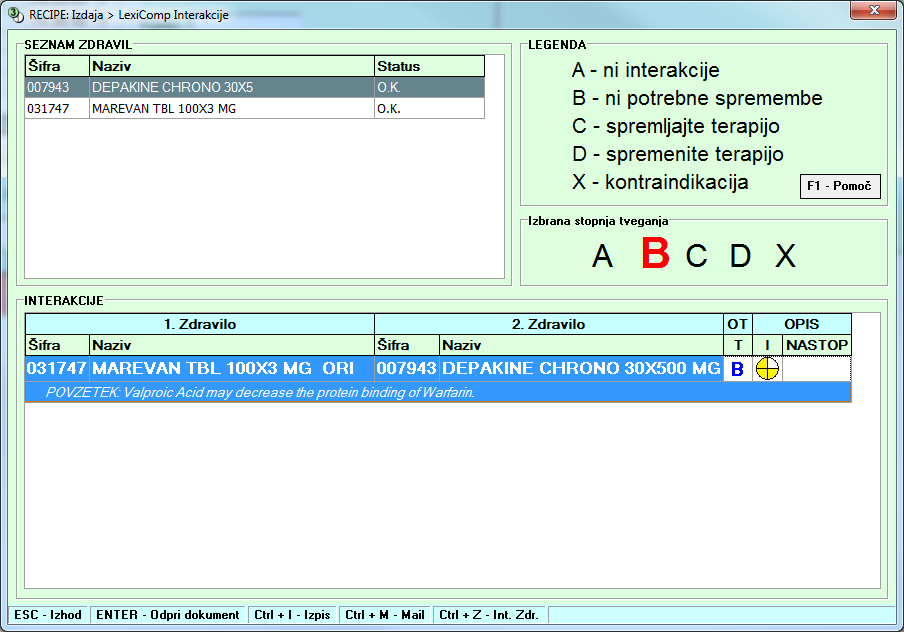 RECIPE: Izdaja > LexiComp Interakcije
SEZNAM ZDRAVIL
Šifra Naziv Status
007943 DEPAKINE CHRONO 30X5 O.K.
031747 MAREVAN TBL 100X3 MG O.K.
LEGENDA
A - ni interakcije
B - ni potrebne spremembe
C - spremljajte terapijo
D - spremenite terapijo
X - kontraindikacija
F1 - Pomoč
Izbrana stopnja tveganja
A B C D X
INTERAKCIJE
1. Zdravilo 2. Zdravilo OT OPIS
Šifra Naziv Šifra Naziv T I NASTOP
031747 MAREVAN TBL 100X3 MG ORI 007943 DEPAKINE CHRONO 30X500 MG B
POVZETEK: Valproic Acid may decrease the protein binding of Warfarin.
ESC - Izhod ENTER - Odpri dokument Ctrl + I - Izpis Ctrl + M - Mail Ctrl + Z - Int. Zdr.